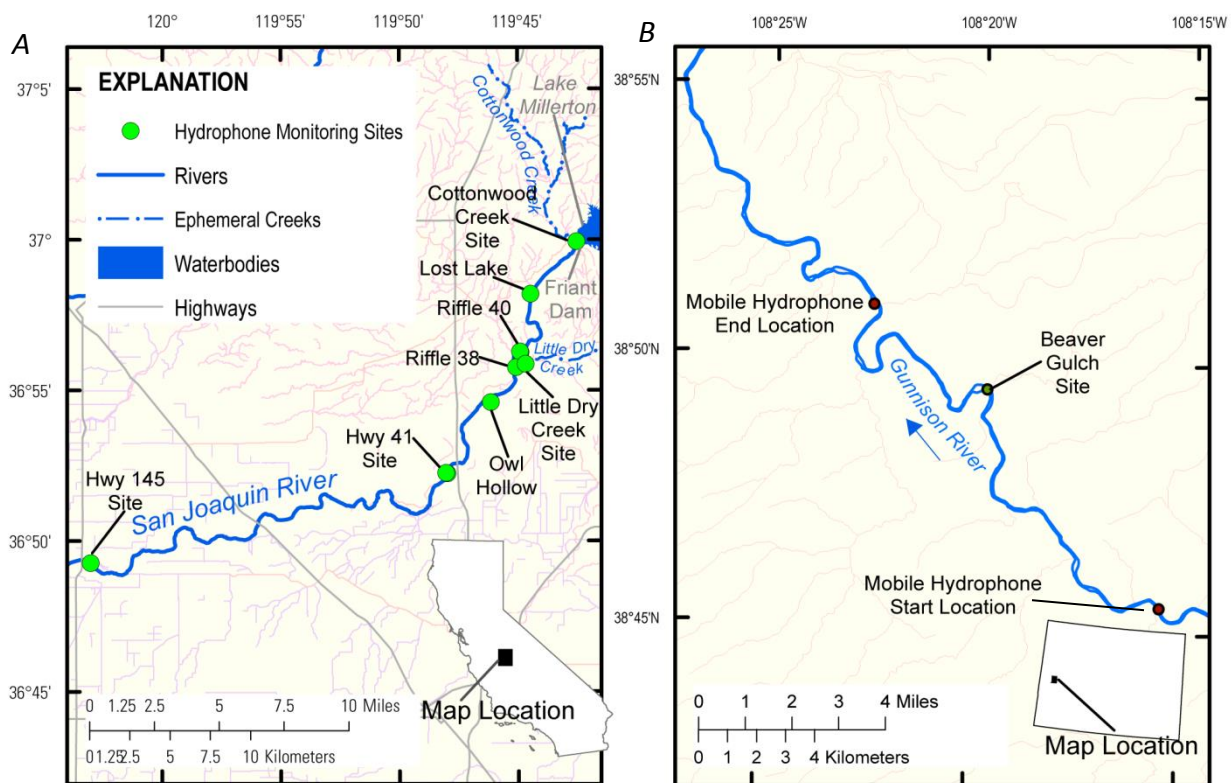 A
120°
119°50'
119°45'
37°5'
37°
36°55'
36°50'
36°45'
EXPLANATION
Hydrophone Monitoring Sites
Rivers
Ephemeral Creeks
Waterbodies
Highways
Cottonwood Creek
Lake
Millerton
Cottonwood
Creek
Site
Lost Lake
Friant
Dam
Riffle 40
Little Dry
Creek
Riffle 38
Little Dry
Creek
Site
Owl
Hollow
Hwy 41
Site
Hwy 145
Site
San Joaquin River
Map Location
0 1.25 2.5 5 7.5 10 Miles
0 1.25 2.5 5 7.5 10 Kilometers
B
108°25'W
108°20'W
108°15'W
38°55'N
38°50'N
38°45'N
Mobile Hydrophone
End Location
Beaver
Gulch
Site
Gunnison River
Mobile Hydrophone
Start Location
0 1 2 3 4 Miles
0 1 2 3 4 Kilometers
Map Location